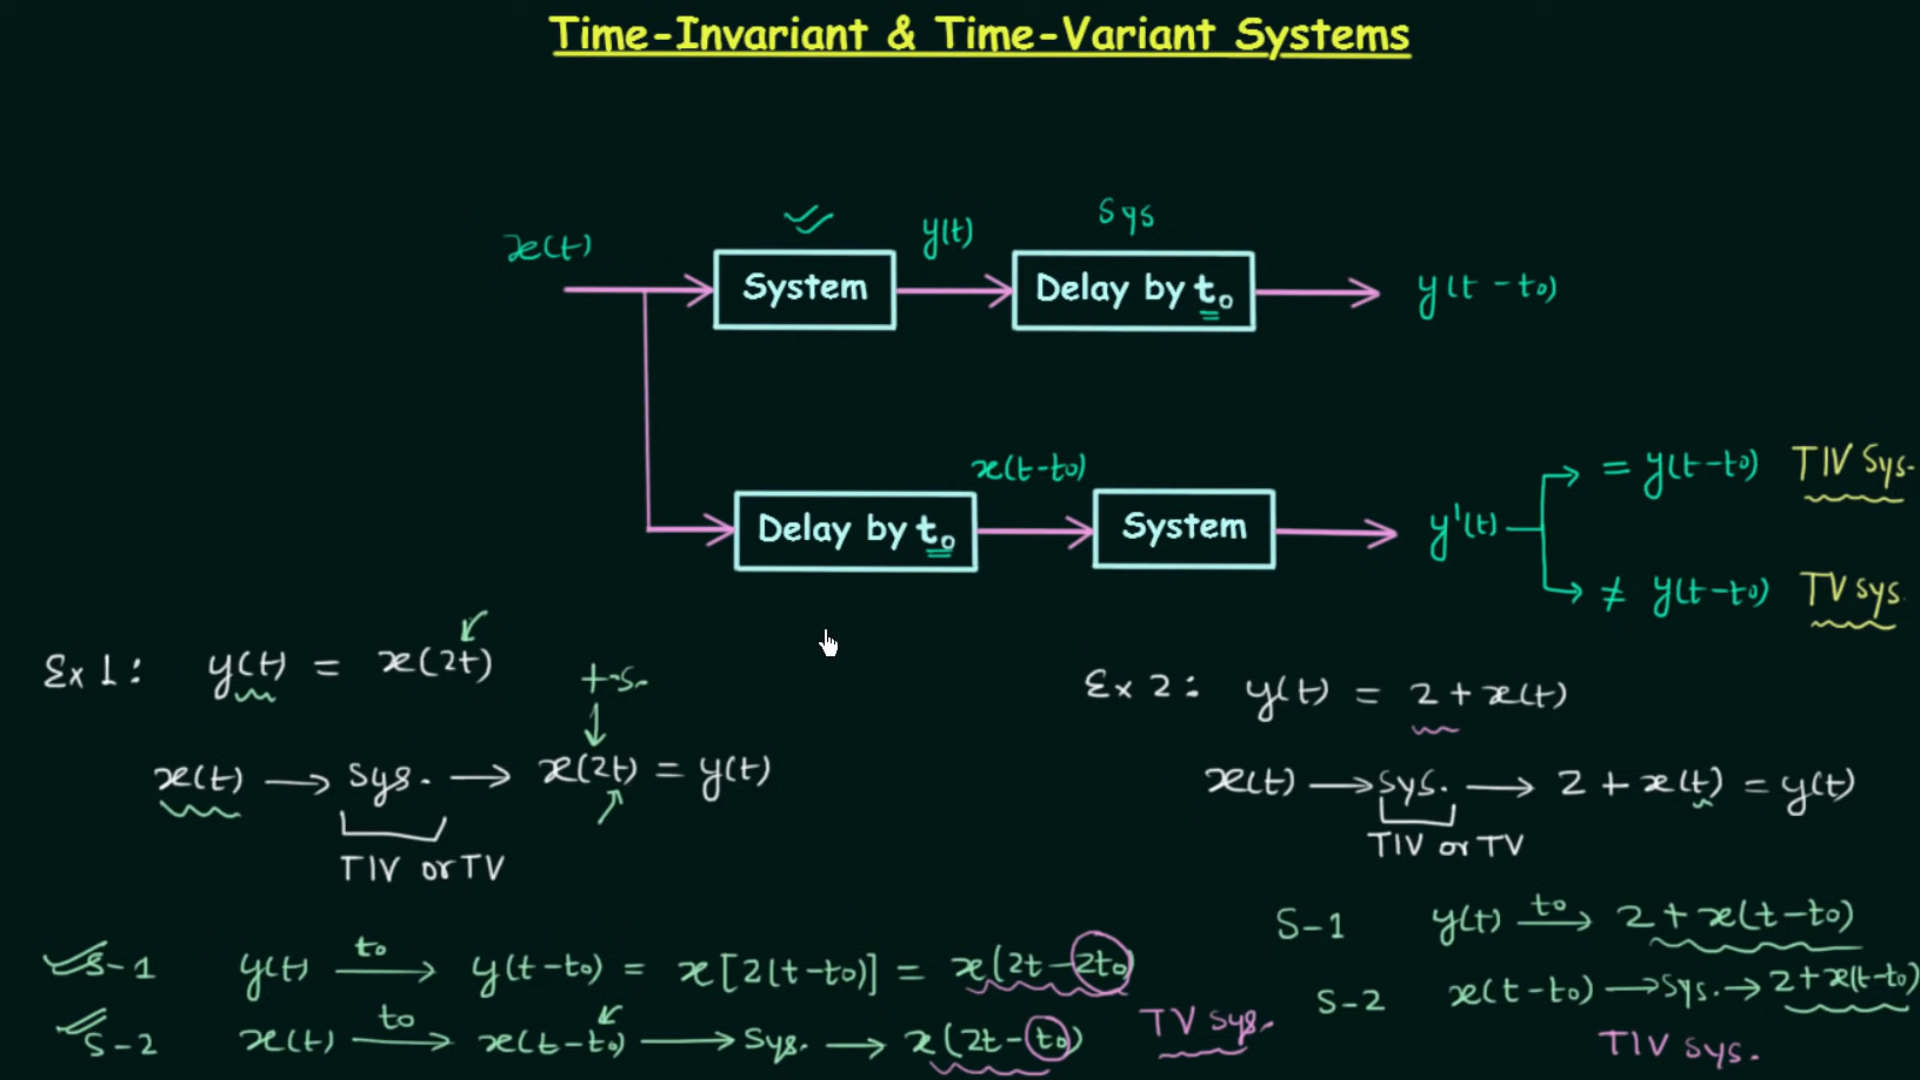 Time-Invariant & Time-Variant Systems
x(t)
System
y(t)
Sys
Delay by t₀
y(t - t₀)
Delay by t₀
x(t-t₀)
System
y'(t)
= y(t-t₀) TIV Sys.
≠ y(t-t₀) TV Sys
Ex 1: y(t) = x(2t)
t-s.
x(t) → Sys. → x(2t) = y(t)
TIV or TV
S-1 y(t) t₀→ y(t-t₀) = x[2(t-t₀)] = x(2t-2t₀)
S-2 x(t) t₀→ x(t-t₀) → Sys. → x(2t-t₀) TV Sys.
Ex 2: y(t) = 2 + x(t)
x(t) → Sys. → 2 + x(t) = y(t)
TIV or TV
S-1 y(t) t₀→ 2 + x(t-t₀)
S-2 x(t-t₀) → Sys. → 2+x(t-t₀)
TIV Sys.